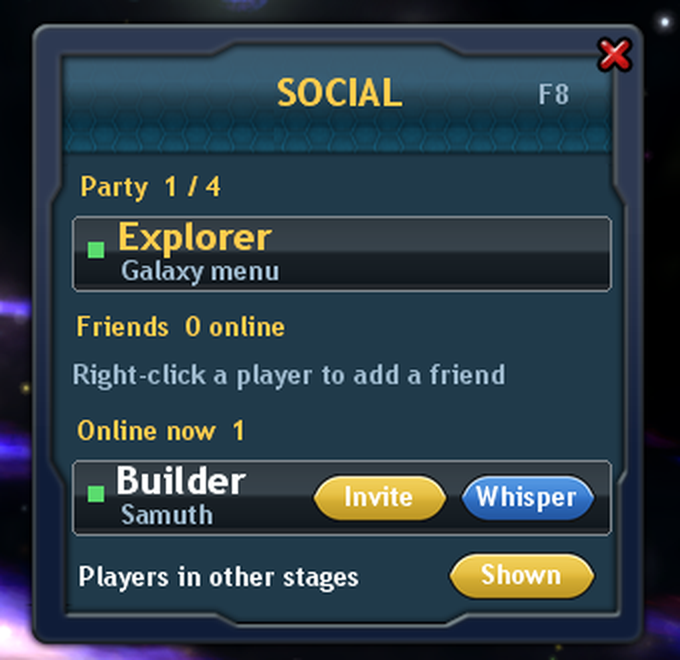 SOCIAL F8
Party 1 / 4
Explorer
Galaxy menu
Friends 0 online
Right-click a player to add a friend
Online now 1
Builder
Samuth
Invite Whisper
Players in other stages Shown